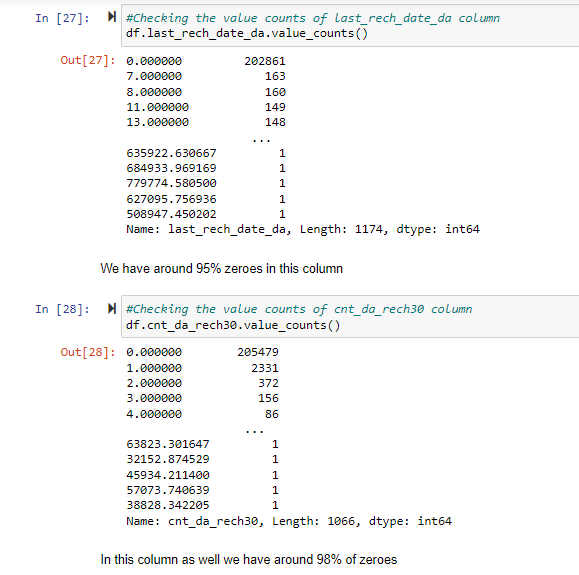 In [27]: #Checking the value counts of last_rech_date_da column
df.last_rech_date_da.value_counts()
Out[27]: 0.000000 202861
7.000000 163
8.000000 160
11.000000 149
13.000000 148
...
635922.630667 1
684933.969169 1
779774.580500 1
627095.756936 1
508947.450202 1
Name: last_rech_date_da, Length: 1174, dtype: int64
We have around 95% zeroes in this column
In [28]: #Checking the value counts of cnt_da_rech30 column
df.cnt_da_rech30.value_counts()
Out[28]: 0.000000 205479
1.000000 2331
2.000000 372
3.000000 156
4.000000 86
...
63823.301647 1
32152.874529 1
45934.211400 1
57073.740639 1
38828.342205 1
Name: cnt_da_rech30, Length: 1066, dtype: int64
In this column as well we have around 98% of zeroes